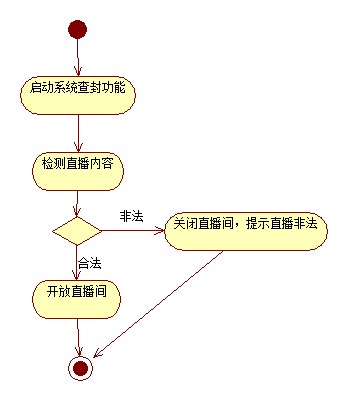 启动系统查封功能
检测直播内容
非法
关闭直播间，提示直播非法
合法
开放直播间